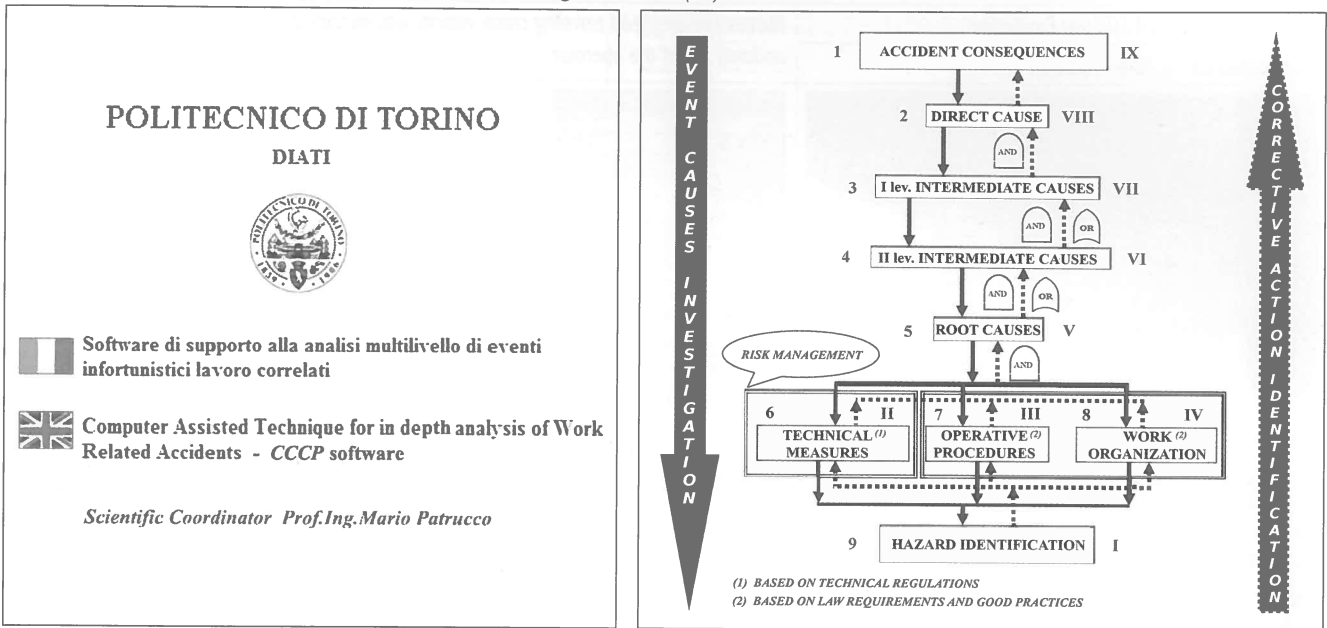 POLITECNICO DI TORINO
DIATI
POLITECNICO DI TORINO
1859 1906
Software di supporto alla analisi multilivello di eventi
infortunistici lavoro correlati
Computer Assisted Technique for in depth analysis of Work
Related Accidents - CCCP software
Scientific Coordinator Prof.Ing.Mario Patrucco
EVENT CAUSES INVESTIGATION
1 ACCIDENT CONSEQUENCES IX
2 DIRECT CAUSE VIII
AND
3 I lev. INTERMEDIATE CAUSES VII
AND OR
4 II lev. INTERMEDIATE CAUSES VI
AND OR
5 ROOT CAUSES V
RISK MANAGEMENT
AND
6 II 7 III 8 IV
TECHNICAL (1)
MEASURES
OPERATIVE (2)
PROCEDURES
WORK (2)
ORGANIZATION
9 HAZARD IDENTIFICATION I
(1) BASED ON TECHNICAL REGULATIONS
(2) BASED ON LAW REQUIREMENTS AND GOOD PRACTICES
CORRECTIVE ACTION IDENTIFICATION